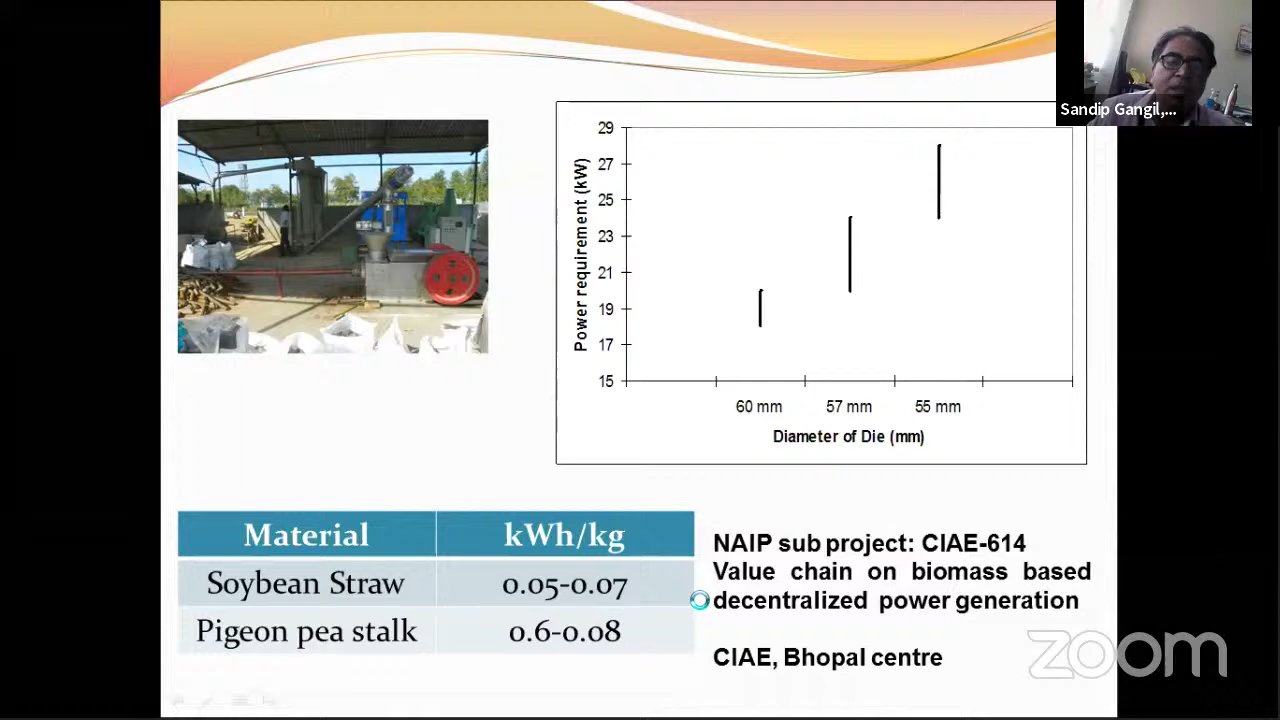 Sandip Gangil,...
29
27
25
23
21
19
17
15
Power requirement (kW)
60 mm 57 mm 55 mm
Diameter of Die (mm)
Material kWh/kg
Soybean Straw 0.05-0.07
Pigeon pea stalk 0.6-0.08
NAIP sub project: CIAE-614
Value chain on biomass based
decentralized power generation
CIAE, Bhopal centre
zoom